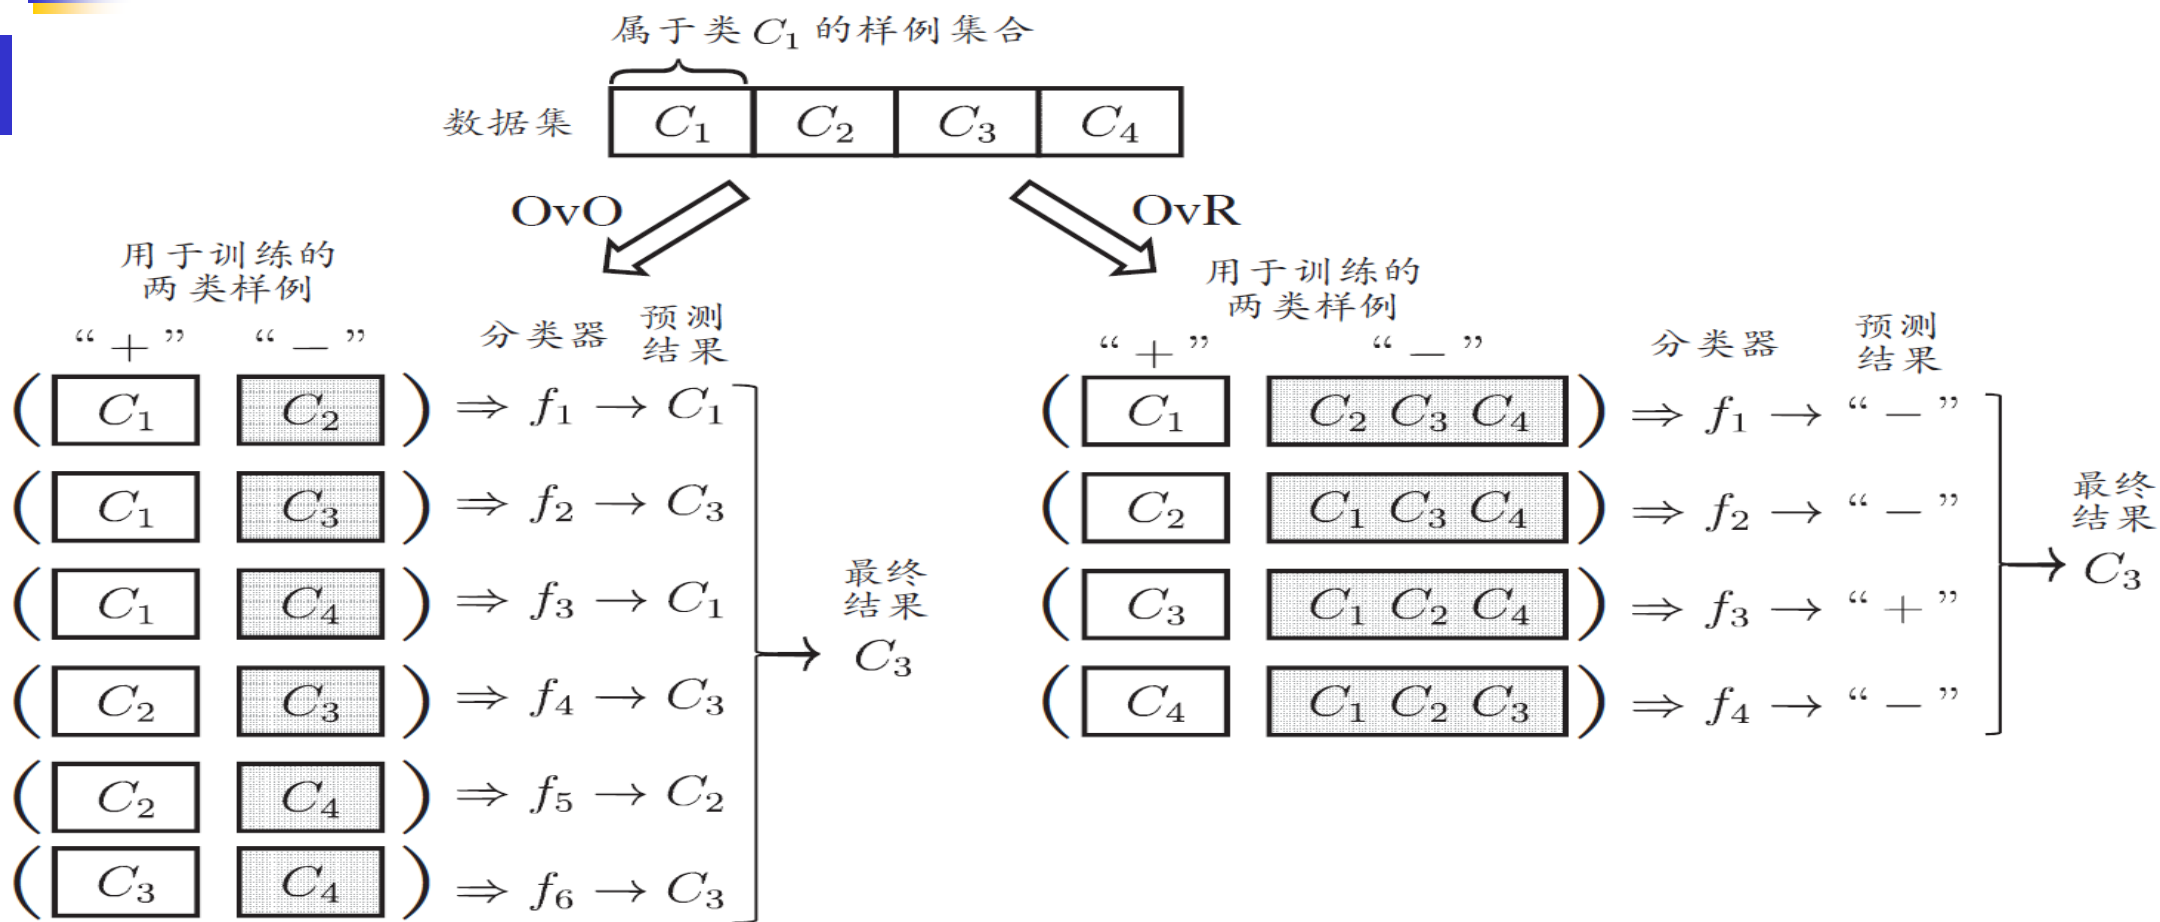 属于类 C₁ 的样例集合
数据集 C₁ C₂ C₃ C₄
OvO
用于训练的
两类样例
“+” “−” 分类器 预测
结果
( C₁ C₂ ) ⇒ f₁ → C₁
( C₁ C₃ ) ⇒ f₂ → C₃
( C₁ C₄ ) ⇒ f₃ → C₁
( C₂ C₃ ) ⇒ f₄ → C₃
( C₂ C₄ ) ⇒ f₅ → C₂
( C₃ C₄ ) ⇒ f₆ → C₃
最终
结果
C₃
OvR
用于训练的
两类样例
“+” “−” 分类器 预测
结果
( C₁ C₂ C₃ C₄ ) ⇒ f₁ → “−”
( C₂ C₁ C₃ C₄ ) ⇒ f₂ → “−”
( C₃ C₁ C₂ C₄ ) ⇒ f₃ → “+”
( C₄ C₁ C₂ C₃ ) ⇒ f₄ → “−”
最终
结果
C₃